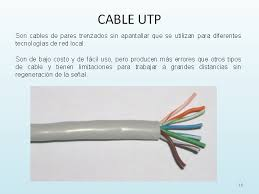 CABLE UTP
Son cables de pares trenzados sin apantallar que se utilizan para diferentes
tecnologías de red local.
Son de bajo costo y de fácil uso, pero producen más errores que otros tipos
de cable y tienen limitaciones para trabajar a grandes distancias sin
regeneración de la señal.